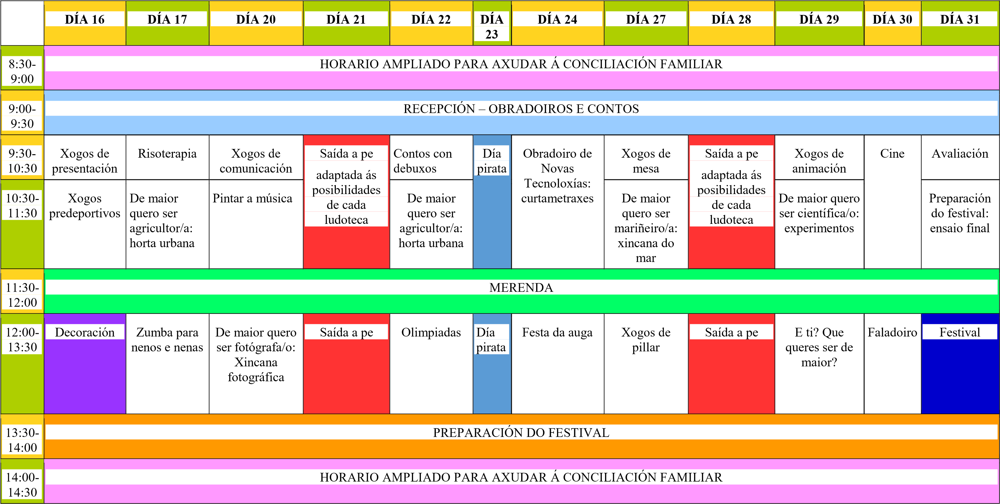 DÍA 16
DÍA 17
DÍA 20
DÍA 21
DÍA 22
DÍA
23
DÍA 24
DÍA 27
DÍA 28
DÍA 29
DÍA 30
DÍA 31
8:30-
9:00
HORARIO AMPLIADO PARA AXUDAR Á CONCILIACIÓN FAMILIAR
9:00-
9:30
RECEPCIÓN – OBRADOIROS E CONTOS
9:30-
10:30
Xogos de
presentación
Risoterapia
Xogos de
comunicación
Saída a pe
adaptada ás
posibilidades
de cada
ludoteca
Contos con
debuxos
Día
pirata
Obradoiro de
Novas
Tecnoloxías:
curtametraxes
Xogos de
mesa
Saída a pe
adaptada ás
posibilidades
de cada
ludoteca
Xogos de
animación
Cine
Avaliación
10:30-
11:30
Xogos
predeportivos
De maior
quero ser
agricultor/a:
horta urbana
Pintar a música
De maior
quero ser
agricultor/a:
horta urbana
De maior
quero ser
mariñeiro/a:
xincana do
mar
De maior quero
ser científica/o:
experimentos
Preparación
do festival:
ensaio final
11:30-
12:00
MERENDA
12:00-
13:30
Decoración
Zumba para
nenos e nenas
De maior quero
ser fotógrafa/o:
Xincana
fotográfica
Saída a pe
Olimpiadas
Día
pirata
Festa da auga
Xogos de
pillar
Saída a pe
E ti? Que
queres ser de
maior?
Faladoiro
Festival
13:30-
14:00
PREPARACIÓN DO FESTIVAL
14:00-
14:30
HORARIO AMPLIADO PARA AXUDAR Á CONCILIACIÓN FAMILIAR